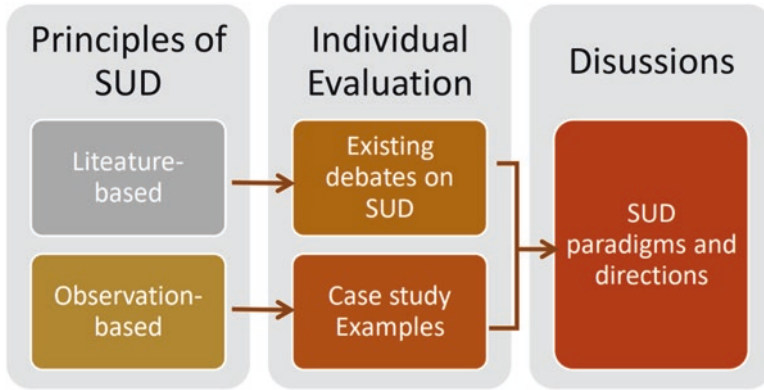 Principles of
SUD
Liteature-
based
Observation-
based
Individual
Evaluation
Existing
debates on
SUD
Case study
Examples
Disussions
SUD
paradigms and
directions